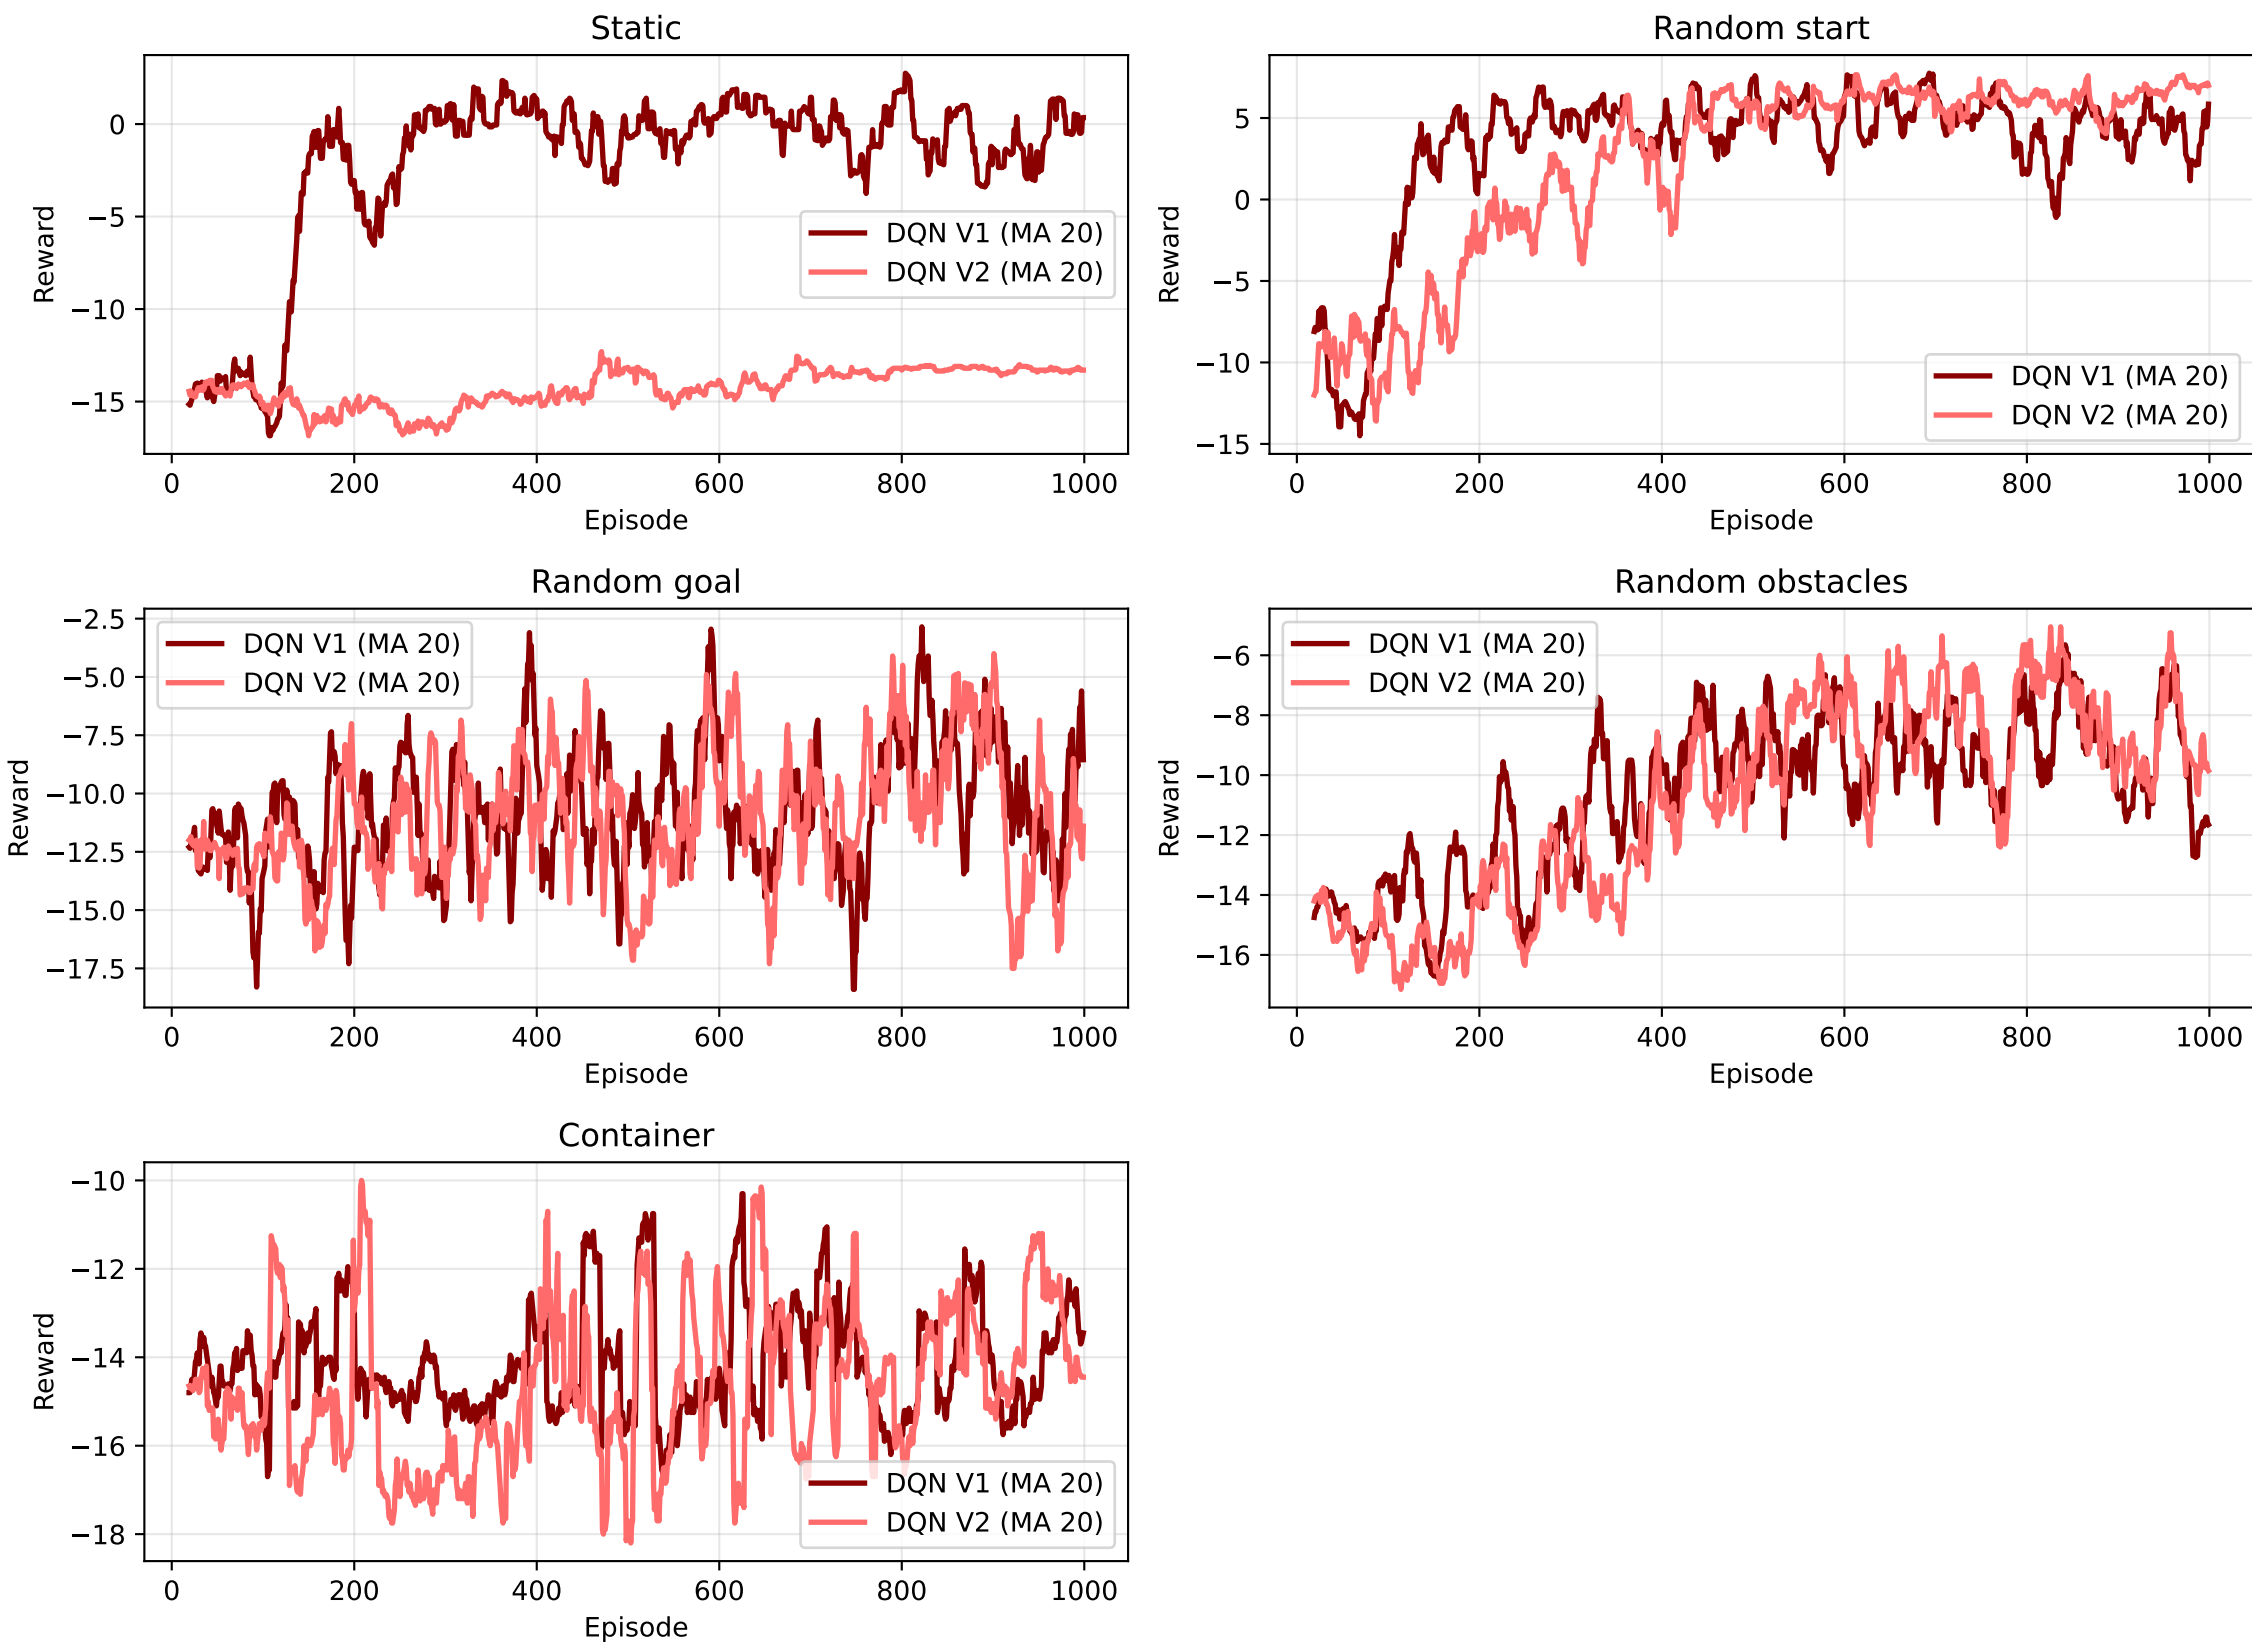 Static
0
−5
−10
−15
Reward
DQN V1 (MA 20)
DQN V2 (MA 20)
0 200 400 600 800 1000
Episode
Random start
5
0
−5
−10
−15
Reward
DQN V1 (MA 20)
DQN V2 (MA 20)
0 200 400 600 800 1000
Episode
Random goal
−2.5
−5.0
−7.5
−10.0
−12.5
−15.0
−17.5
Reward
DQN V1 (MA 20)
DQN V2 (MA 20)
0 200 400 600 800 1000
Episode
Random obstacles
−6
−8
−10
−12
−14
−16
Reward
DQN V1 (MA 20)
DQN V2 (MA 20)
0 200 400 600 800 1000
Episode
Container
−10
−12
−14
−16
−18
Reward
DQN V1 (MA 20)
DQN V2 (MA 20)
0 200 400 600 800 1000
Episode